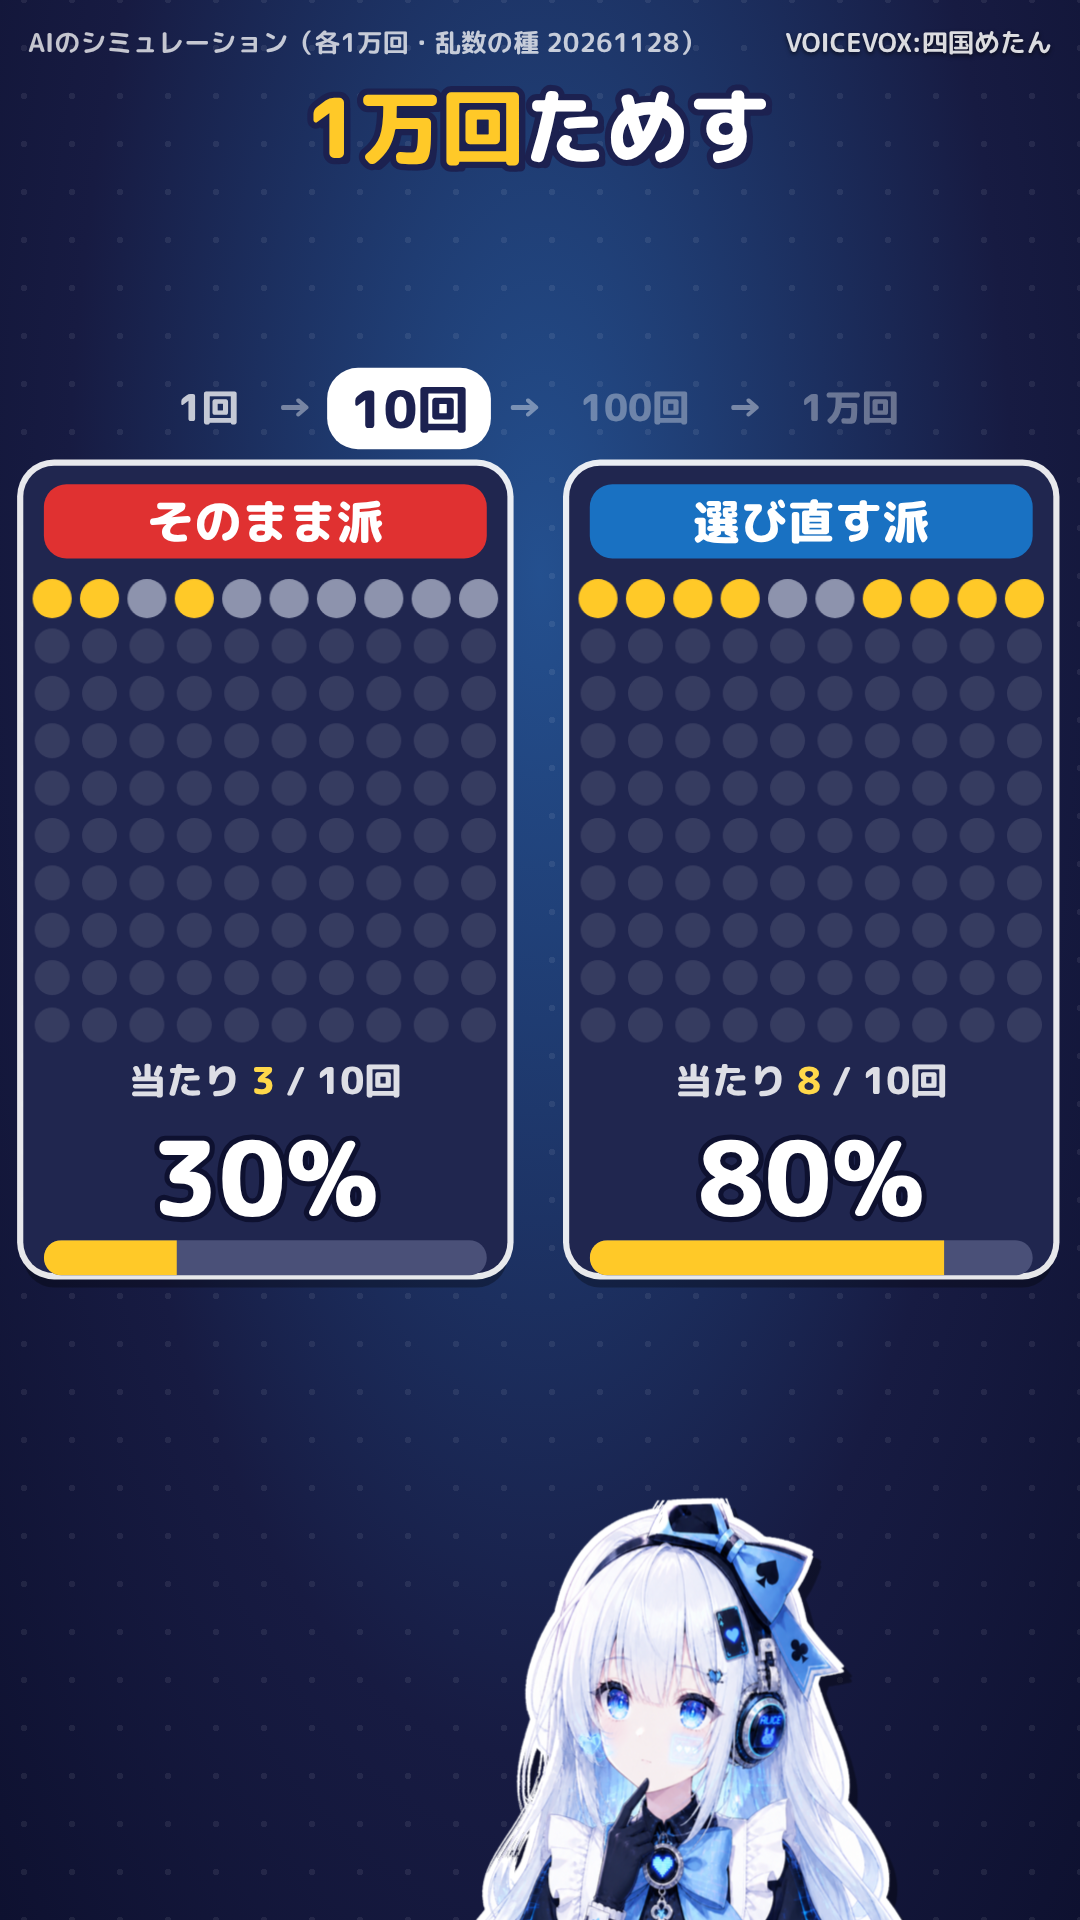 AIのシミュレーション（各1万回・乱数の種 20261128）
VOICEVOX:四国めたん
1万回ためす
1回 → 10回 → 100回 → 1万回
そのまま派
選び直す派
当たり 3 / 10回
当たり 8 / 10回
30%
80%
ALICE